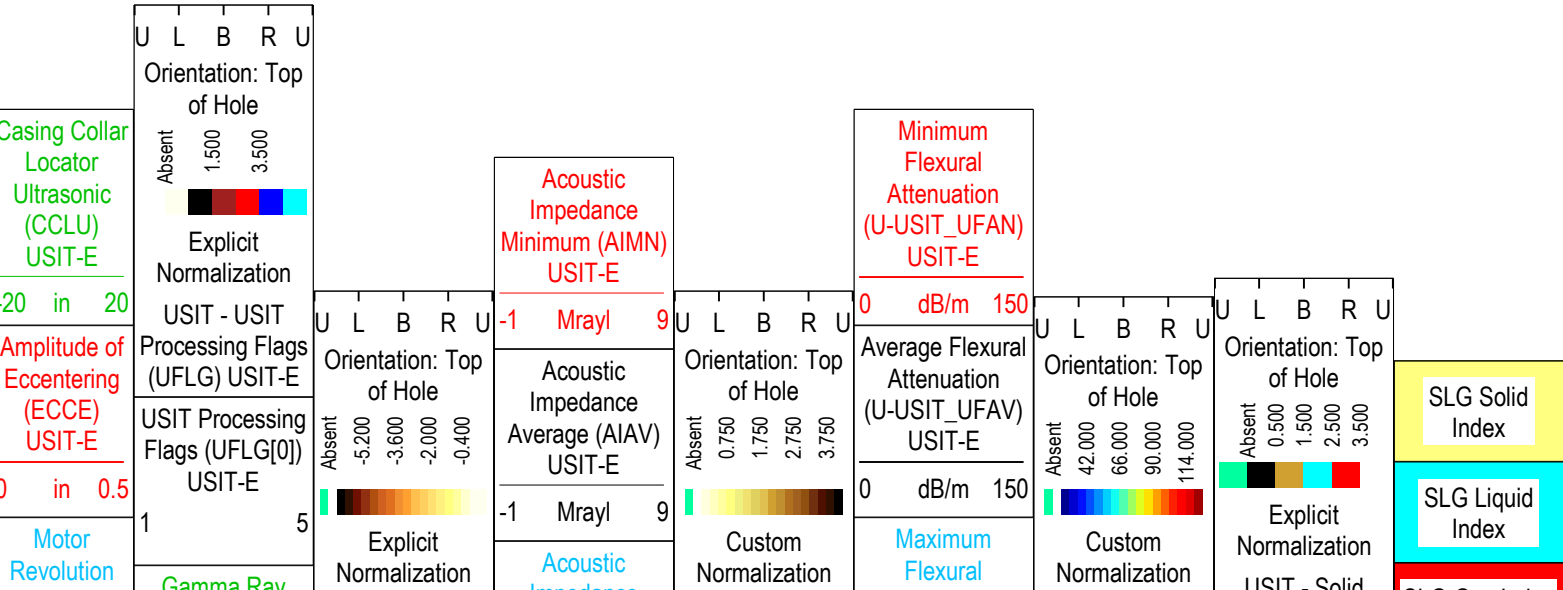 Casing Collar
Locator
Ultrasonic
(CCLU)
USIT-E
-20 in 20
Amplitude of
Eccentering
(ECCE)
USIT-E
0 in 0.5
Motor
Revolution
U L B R U
Orientation: Top
of Hole
Absent 1.500 3.500
Explicit
Normalization
USIT - USIT
Processing Flags
(UFLG) USIT-E
USIT Processing
Flags (UFLG[0])
USIT-E
1 5
Gamma Ray
U L B R U
Orientation: Top
of Hole
Absent -5.200 -3.600 -2.000 -0.400
Explicit
Normalization
Acoustic
Impedance
Minimum (AIMN)
USIT-E
-1 Mrayl 9
Acoustic
Impedance
Average (AIAV)
USIT-E
-1 Mrayl 9
Acoustic
Impedance
U L B R U
Orientation: Top
of Hole
Absent 0.750 1.750 2.750 3.750
Custom
Normalization
Minimum
Flexural
Attenuation
(U-USIT_UFAN)
USIT-E
0 dB/m 150
Average Flexural
Attenuation
(U-USIT_UFAV)
USIT-E
0 dB/m 150
Maximum
Flexural
U L B R U
Orientation: Top
of Hole
Absent 42.000 66.000 90.000 114.000
Custom
Normalization
U L B R U
Orientation: Top
of Hole
Absent 0.500 1.500 2.500 3.500
Explicit
Normalization
USIT - Solid
SLG Solid
Index
SLG Liquid
Index